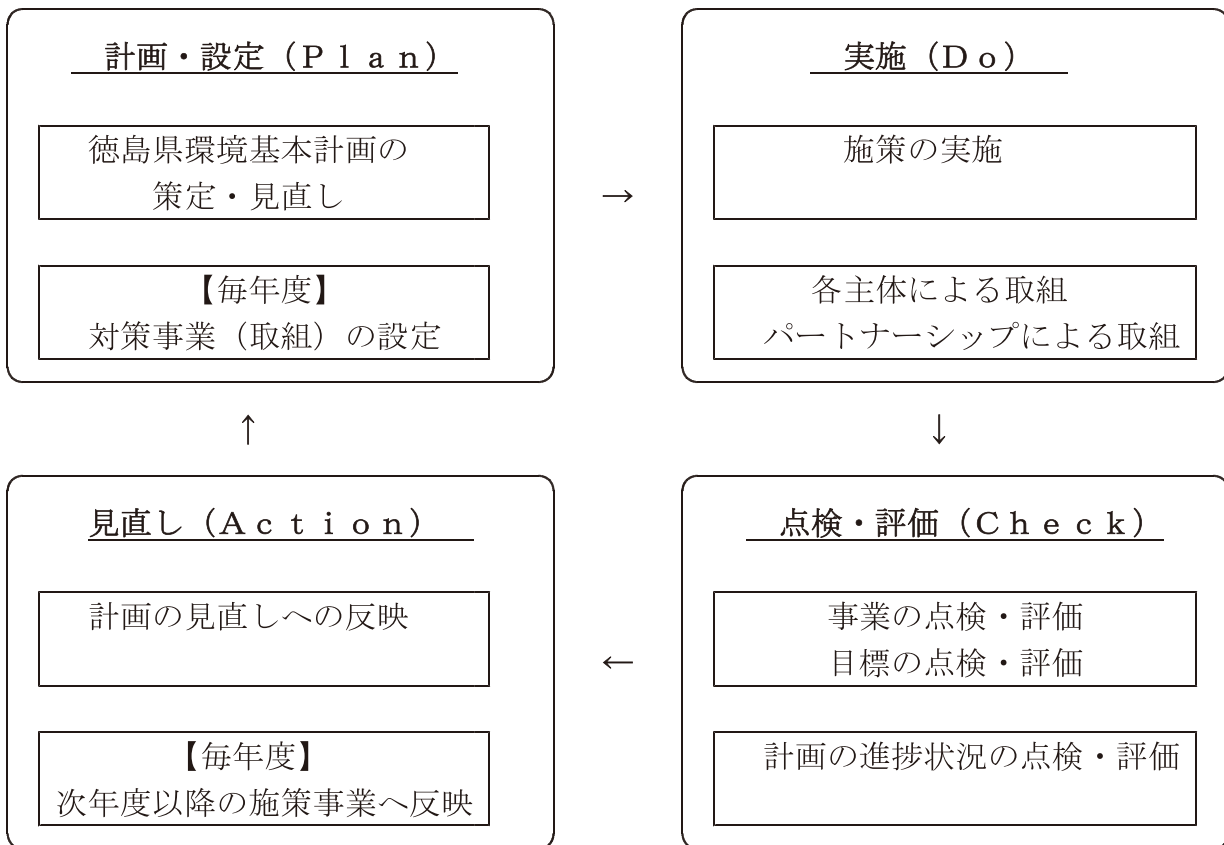 計画・設定（Ｐｌａｎ）
徳島県環境基本計画の
策定・見直し
【毎年度】
対策事業（取組）の設定
→
実施（Ｄｏ）
施策の実施
各主体による取組
パートナーシップによる取組
↑
↓
見直し（Ａｃｔｉｏｎ）
計画の見直しへの反映
【毎年度】
次年度以降の施策事業へ反映
←
点検・評価（Ｃｈｅｃｋ）
事業の点検・評価
目標の点検・評価
計画の進捗状況の点検・評価